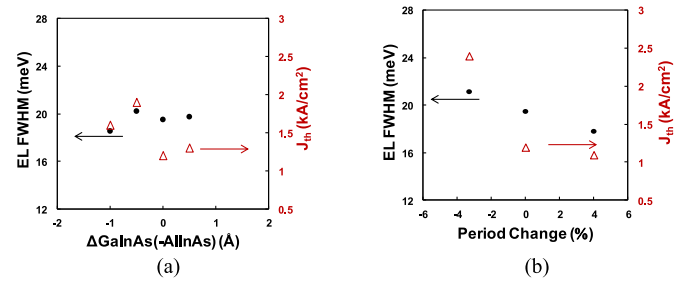 28
24
20
16
12
EL FWHM (meV)
3
2.5
2
1.5
1
0.5
J_th (kA/cm²)
-2 -1 0 1 2
ΔGaInAs(-AlInAs) (Å)
(a)
28
24
20
16
12
EL FWHM (meV)
3
2.5
2
1.5
1
0.5
J_th (kA/cm²)
-6 -4 -2 0 2 4 6
Period Change (%)
(b)